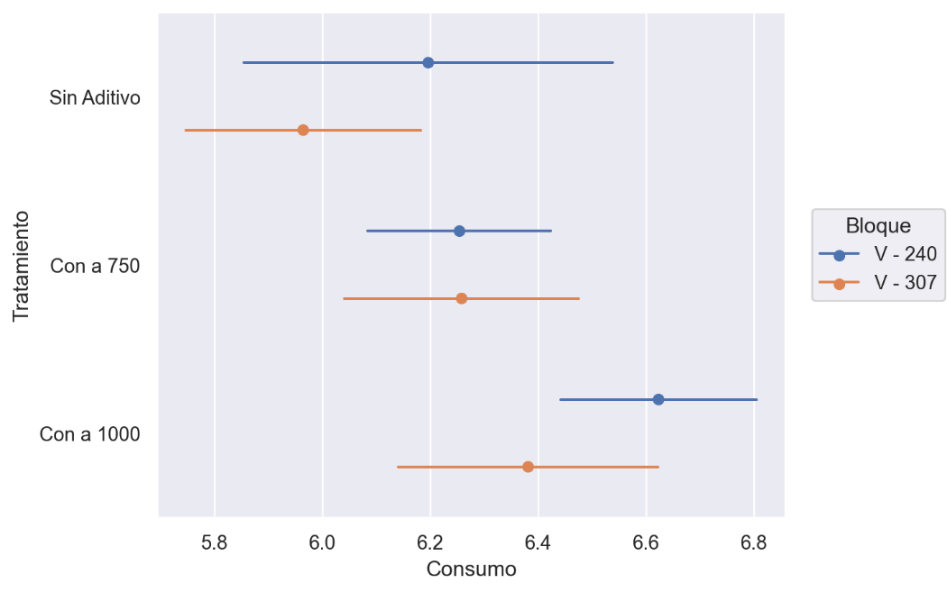 Sin Aditivo
Con a 750
Con a 1000
Tratamiento
5.8 6.0 6.2 6.4 6.6 6.8
Consumo
Bloque
V - 240
V - 307